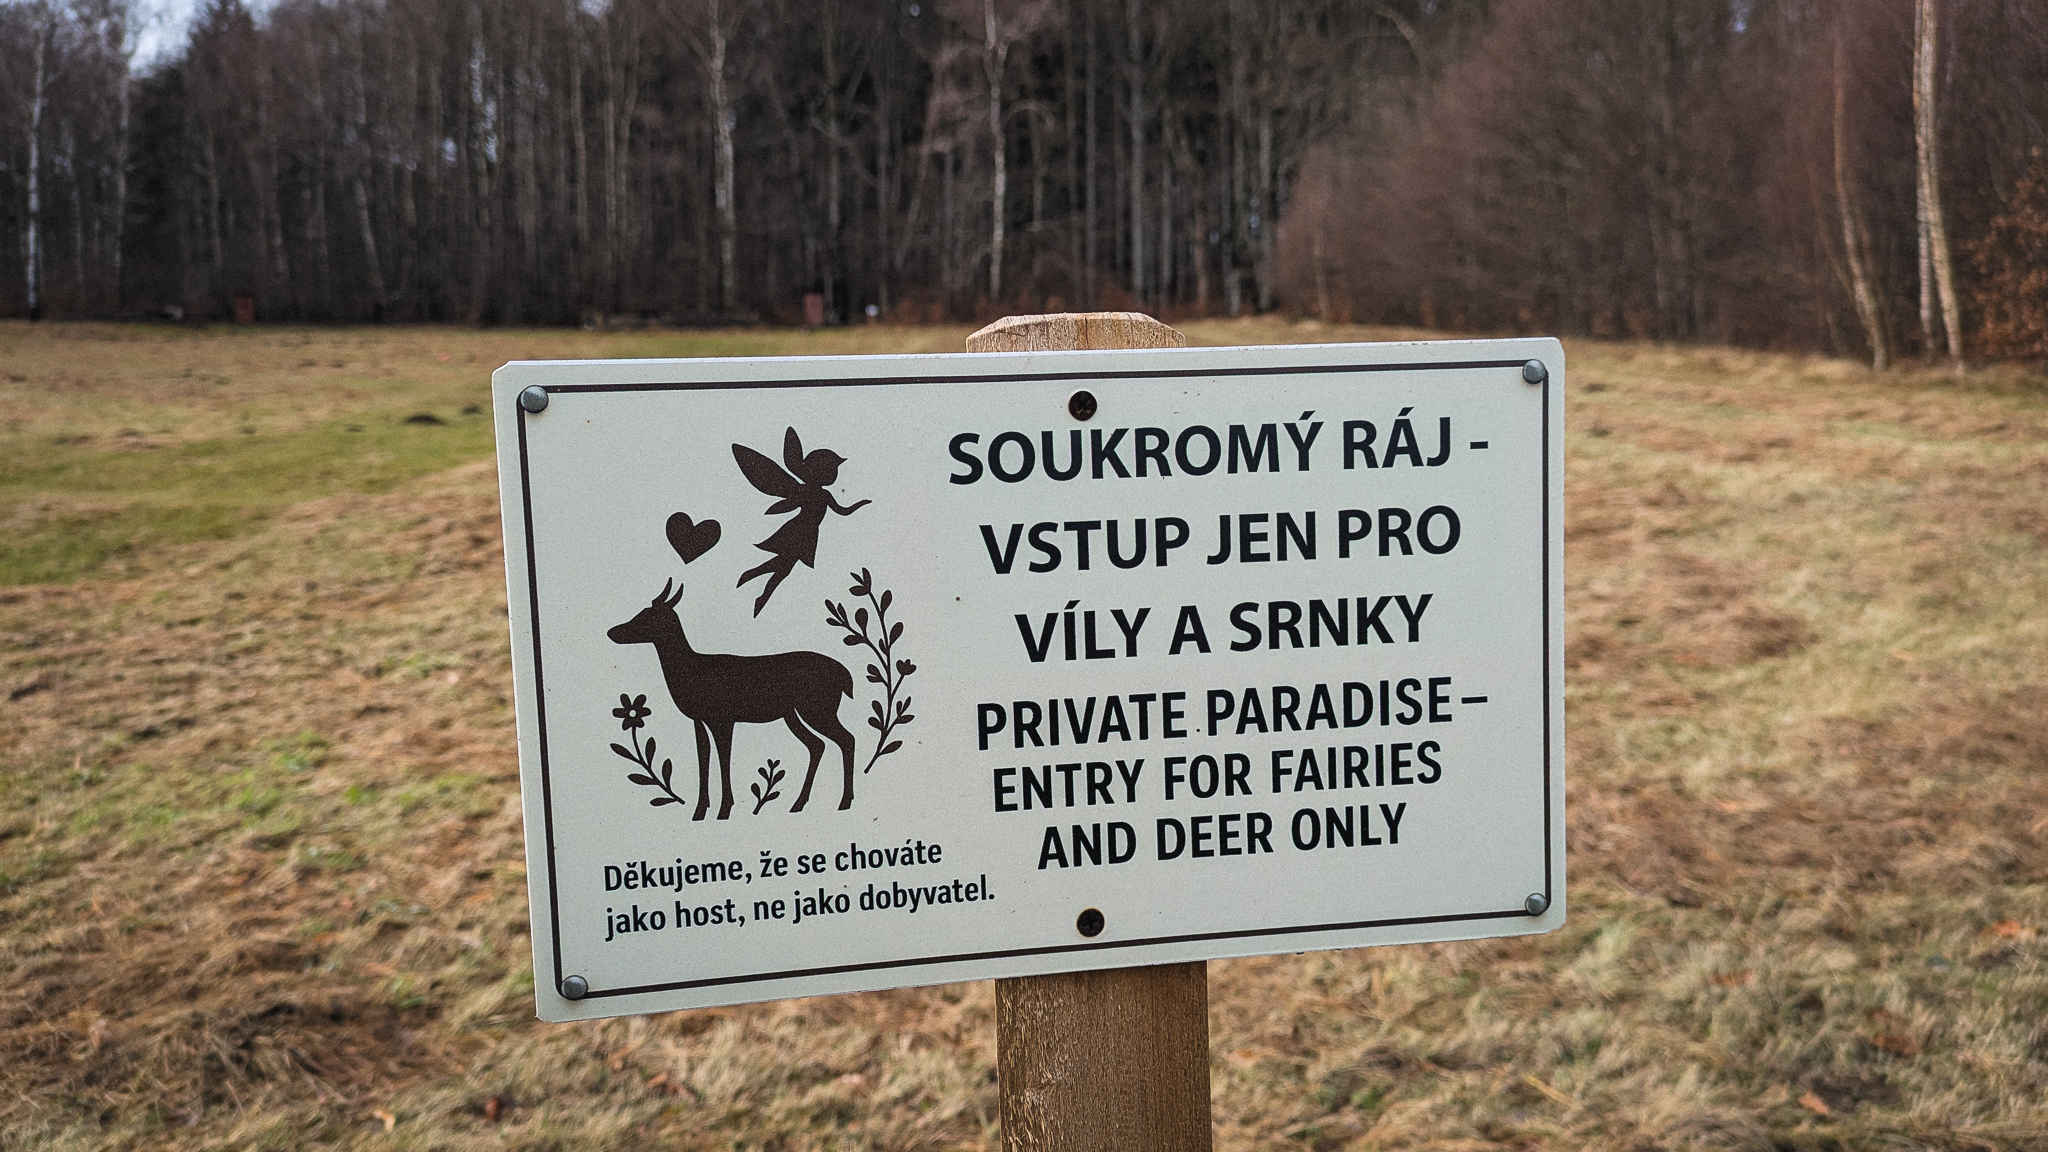 SOUKROMÝ RÁJ -
VSTUP JEN PRO
VÍLY A SRNKY
PRIVATE PARADISE –
ENTRY FOR FAIRIES
AND DEER ONLY
Děkujeme, že se chováte
jako host, ne jako dobyvatel.